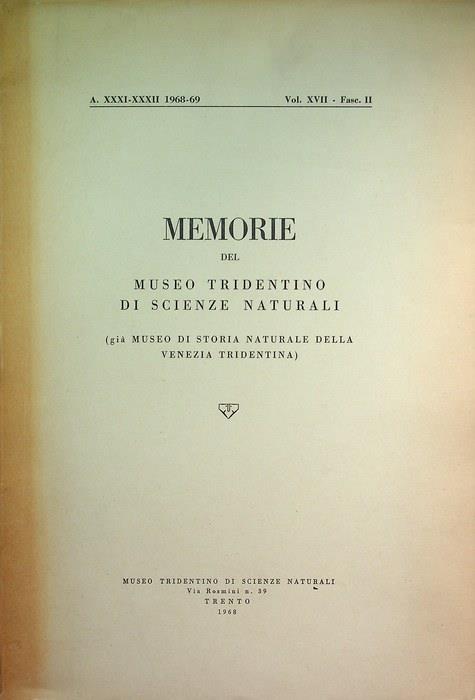 A. XXXI-XXXII 1968-69 Vol. XVII - Fasc. II
MEMORIE
DEL
MUSEO TRIDENTINO
DI SCIENZE NATURALI
(già MUSEO DI STORIA NATURALE DELLA
VENEZIA TRIDENTINA)
MUSEO TRIDENTINO DI SCIENZE NATURALI
Via Rosmini n. 39
TRENTO
1968